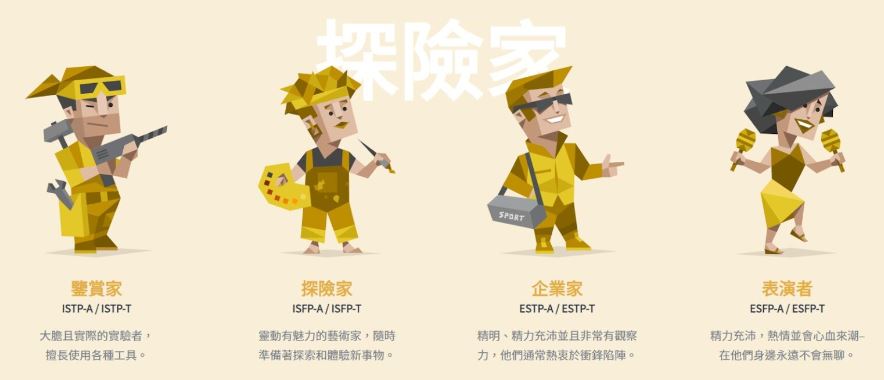 探險家
SPORT
鑒賞家
ISTP-A / ISTP-T
大膽且實際的實驗者，
擅長使用各種工具。
探險家
ISFP-A / ISFP-T
靈動有魅力的藝術家，隨時
準備著探索和體驗新事物。
企業家
ESTP-A / ESTP-T
精明、精力充沛並且非常有觀察
力，他們通常熱衷於衝鋒陷陣。
表演者
ESFP-A / ESFP-T
精力充沛，熱情並會心血來潮–
在他們身邊永遠不會無聊。